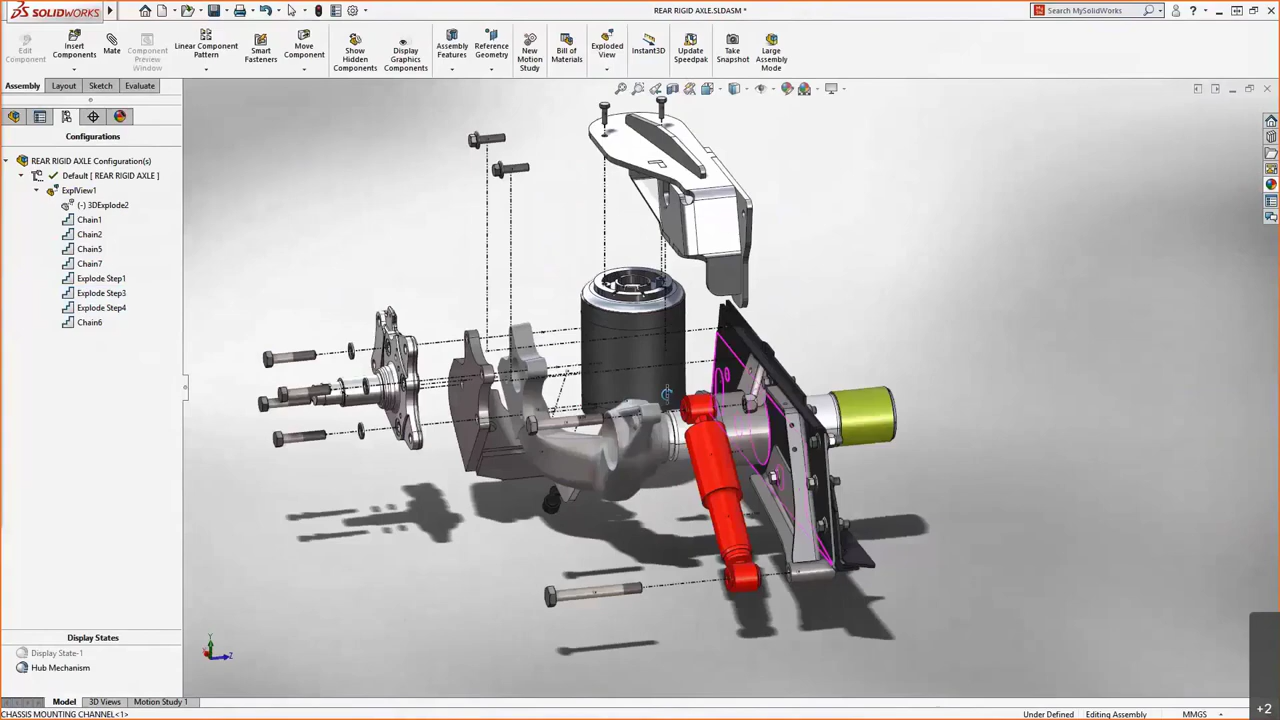 SOLIDWORKS
REAR RIGID AXLE.SLDASM *
Search MySolidWorks
Edit Component
Insert Components
Mate
Component Preview Window
Linear Component Pattern
Smart Fasteners
Move Component
Show Hidden Components
Display Graphics Components
Assembly Features
Reference Geometry
New Motion Study
Bill of Materials
Exploded View
Instant3D
Update Speedpak
Take Snapshot
Large Assembly Mode
Assembly
Layout
Sketch
Evaluate
Configurations
REAR RIGID AXLE Configuration(s)
Default [ REAR RIGID AXLE ]
ExplView1
(-) 3DExplode2
Chain1
Chain2
Chain5
Chain7
Explode Step1
Explode Step3
Explode Step4
Chain6
Display States
Display State-1
Hub Mechanism
Y
Z
Model
3D Views
Motion Study 1
CHASSIS MOUNTING CHANNEL<1>
Under Defined
Editing Assembly
MMGS
+2